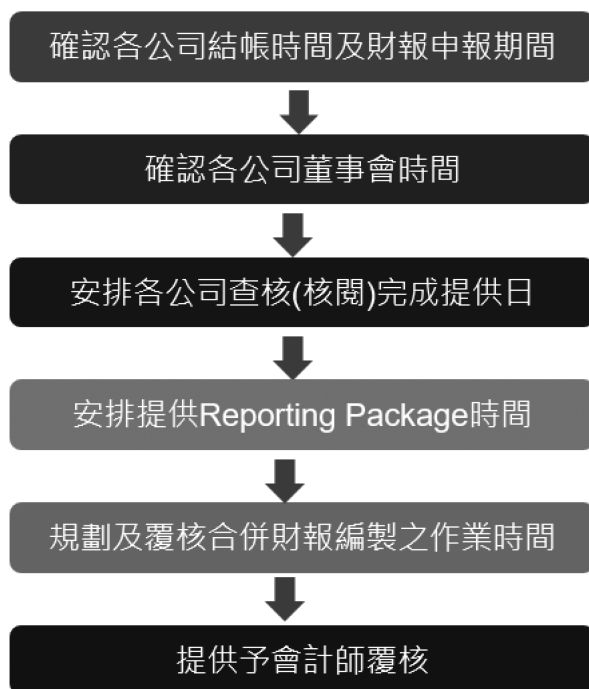 確認各公司結帳時間及財報申報期間
確認各公司董事會時間
安排各公司查核(核閱)完成提供日
安排提供Reporting Package時間
規劃及覆核合併財報編製之作業時間
提供予會計師覆核